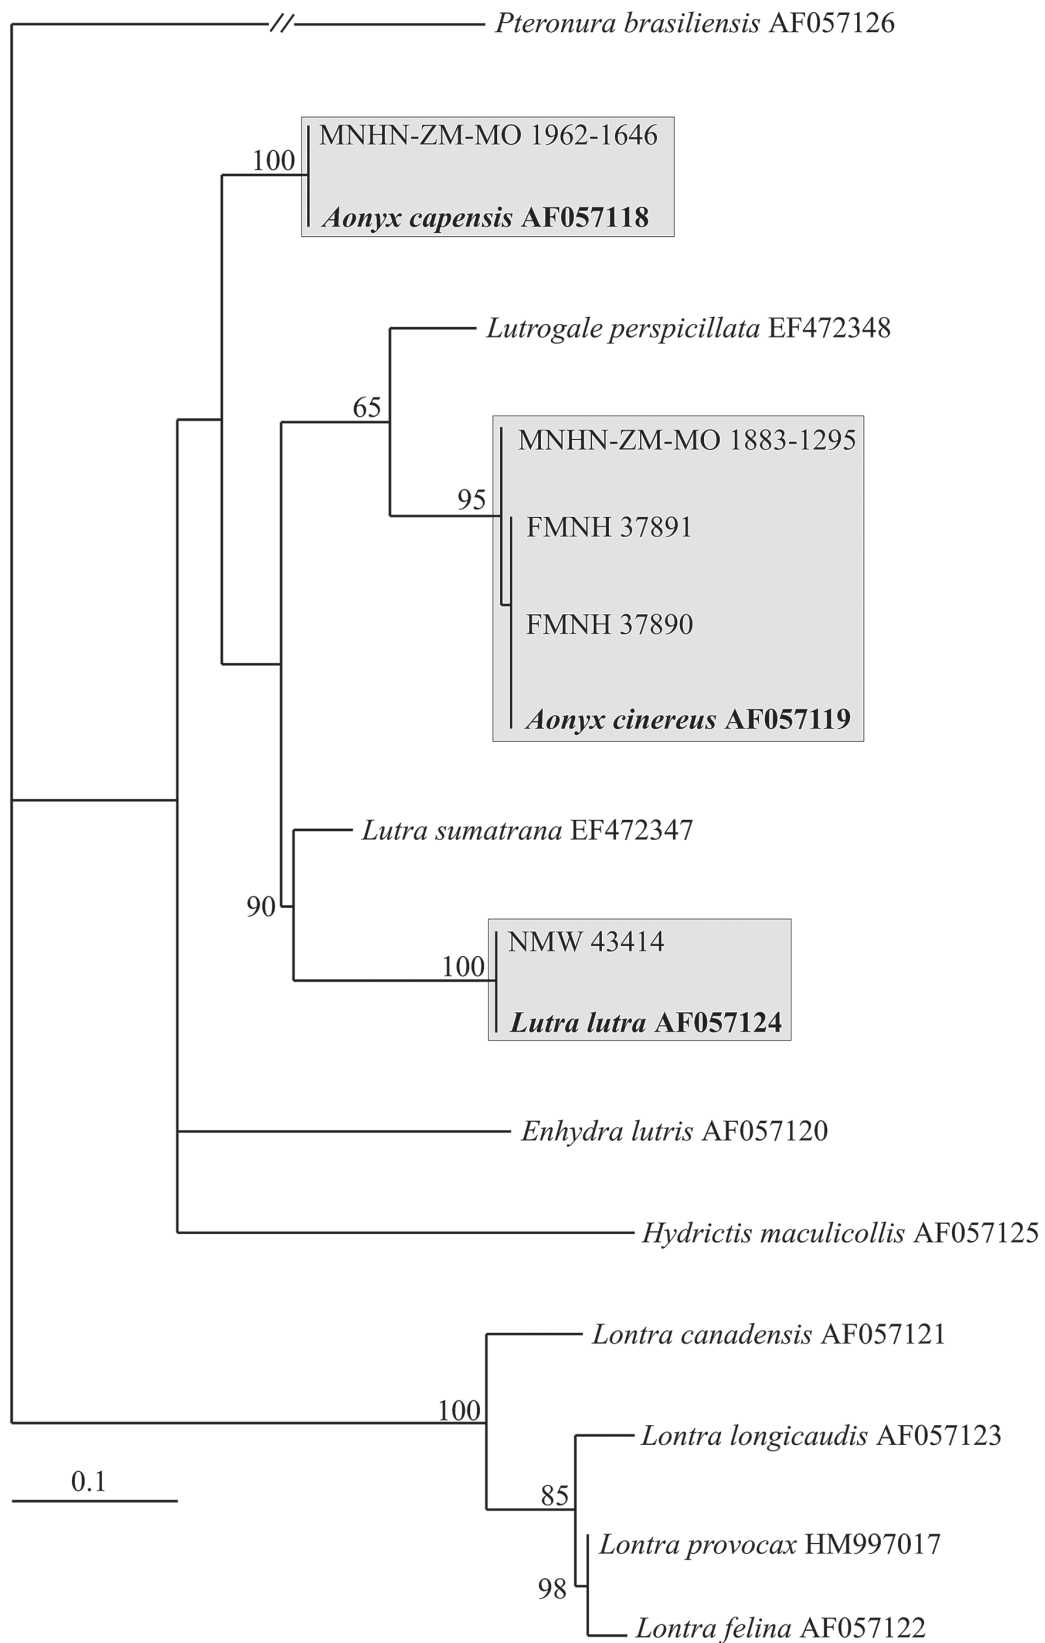 Pteronura brasiliensis AF057126
MNHN-ZM-MO 1962-1646
100
Aonyx capensis AF057118
Lutrogale perspicillata EF472348
65
MNHN-ZM-MO 1883-1295
95
FMNH 37891
FMNH 37890
Aonyx cinereus AF057119
Lutra sumatrana EF472347
90
NMW 43414
100
Lutra lutra AF057124
Enhydra lutris AF057120
Hydrictis maculicollis AF057125
Lontra canadensis AF057121
100
Lontra longicaudis AF057123
0.1
85
Lontra provocax HM997017
98
Lontra felina AF057122